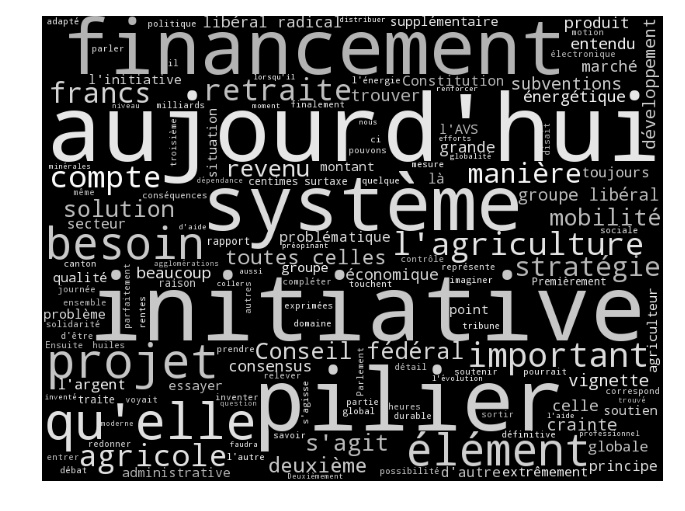 adapté politique libéral radical distribuer supplémentaire produit
parler il financement motion entendu
électronique marché
l'initiative lorsqu'il l'énergie Constitution subventions développement
francs retraite trouver renforcer énergétique
niveau milliards moment finalement nous
aujourd'hui
troisième situation pouvons ci l'AVS efforts grande globalité disait
minérales compte revenu montant mesure manière toujours
même dépendance centimes surtaxe quelque là groupe libéral
conséquences système
solution mobilité
secteur d'aide sociale
besoin rapport problématique préopinant l'agriculture
canton agglomérations toutes celles contrôle stratégie
qualité beaucoup groupe économique représente
journée raison coller aussi compléter touchent imaginer Premièrement
ensemble parfaitement rentes autres initiative exprimées point agriculteur
problème domaine tribune
solidarité
d'être
Ensuite huiles prendre Conseil fédéral important
projet consensus détail soutenir pourrait
l'argent essayer relever Parlement l'évolution vignette
inventé traite voyait inventer s'agisse pilier correspond
question partie heures celle trouvé
qu'elle global durable sortir l'aide soutien
moderne crainte
redonner faudra savoir s'agit élément définitive professionnel globale
entrer agricole l'autre deuxième
débat administrative Deuxièmement possibilité d'autre extrêmement principe